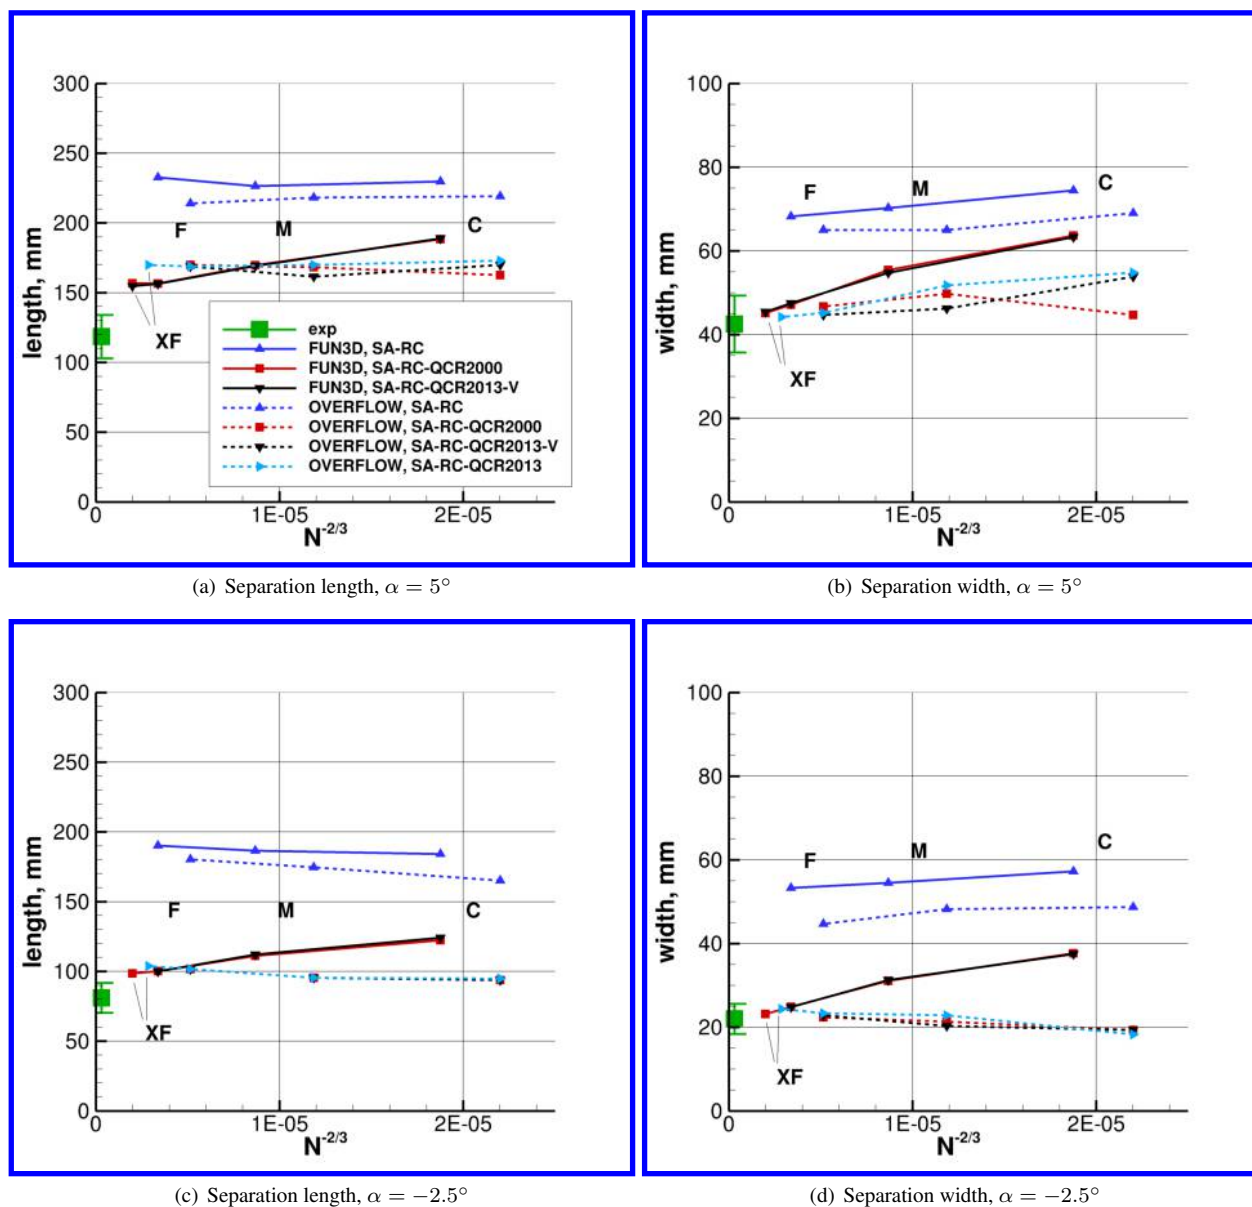 300
250
200
150
100
50
0
length, mm
F
M
C
XF
exp
FUN3D, SA-RC
FUN3D, SA-RC-QCR2000
FUN3D, SA-RC-QCR2013-V
OVERFLOW, SA-RC
OVERFLOW, SA-RC-QCR2000
OVERFLOW, SA-RC-QCR2013-V
OVERFLOW, SA-RC-QCR2013
0
1E-05
2E-05
N^-2/3
(a) Separation length, α = 5°
100
80
60
40
20
0
width, mm
F
M
C
XF
0
1E-05
2E-05
N^-2/3
(b) Separation width, α = 5°
300
250
200
150
100
50
0
length, mm
F
M
C
XF
0
1E-05
2E-05
N^-2/3
(c) Separation length, α = −2.5°
100
80
60
40
20
0
width, mm
F
M
C
XF
0
1E-05
2E-05
N^-2/3
(d) Separation width, α = −2.5°